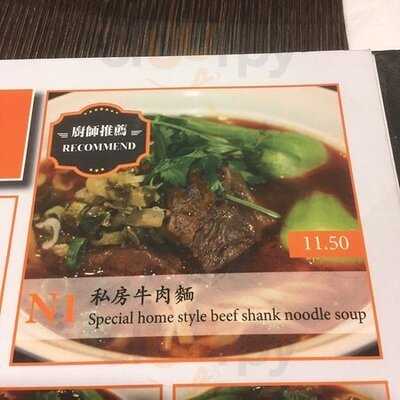 廚師推薦
RECOMMEND
11.50
N1
私房牛肉麵
Special home style beef shank noodle soup